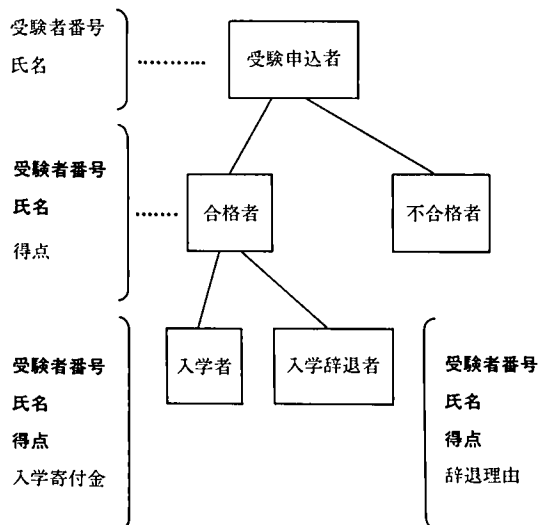 受験者番号
氏名
受験申込者
受験者番号
氏名
得点
合格者
不合格者
受験者番号
氏名
得点
入学寄付金
入学者
入学辞退者
受験者番号
氏名
得点
辞退理由